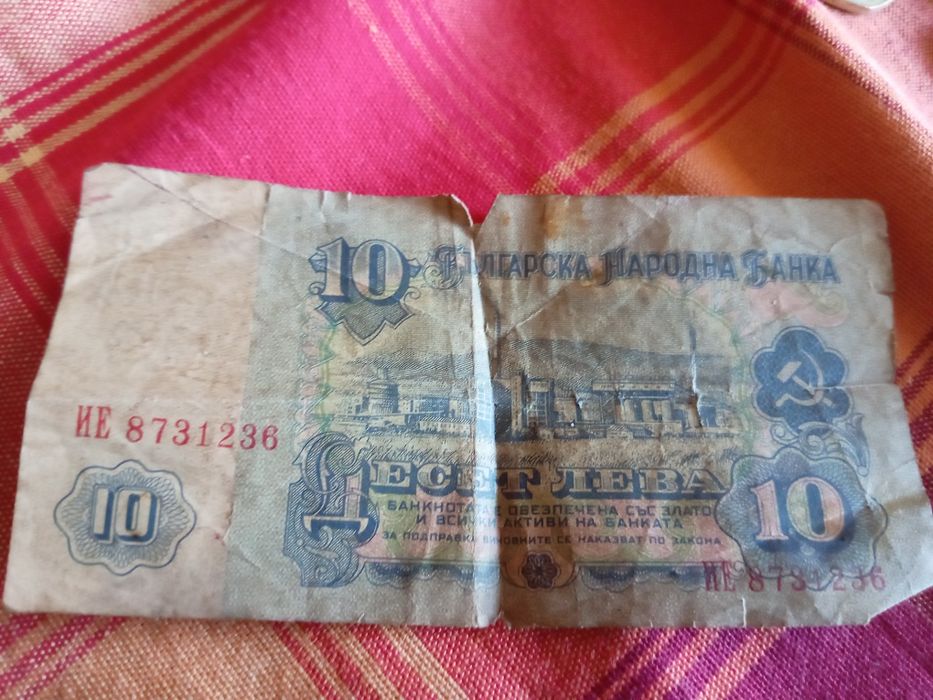 10 БЪЛГАРСКА НАРОДНА БАНКА
ИЕ 8731236
10
ДЕСЕТ ЛЕВА
БАНКНОТАТА Е ОБЕЗПЕЧЕНА СЪС ЗЛАТО
И ВСИЧКИ АКТИВИ НА БАНКАТА
ЗА ПОДПРАВКА ВИНОВНИТЕ СЕ НАКАЗВАТ ПО ЗАКОНА
10
ИЕ 8731236